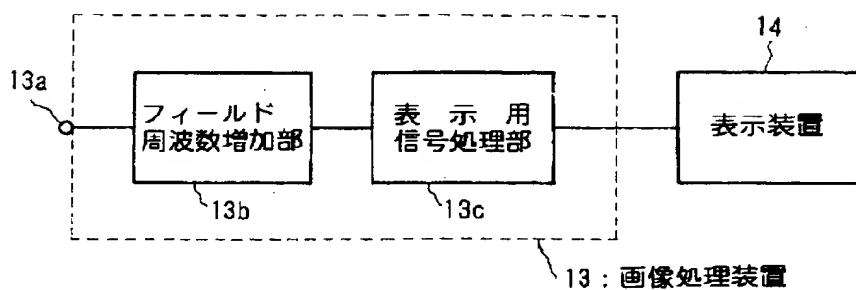 14
13a
フィールド
周波数増加部
表示用
信号処理部
表示装置
13b
13c
13:画像処理装置